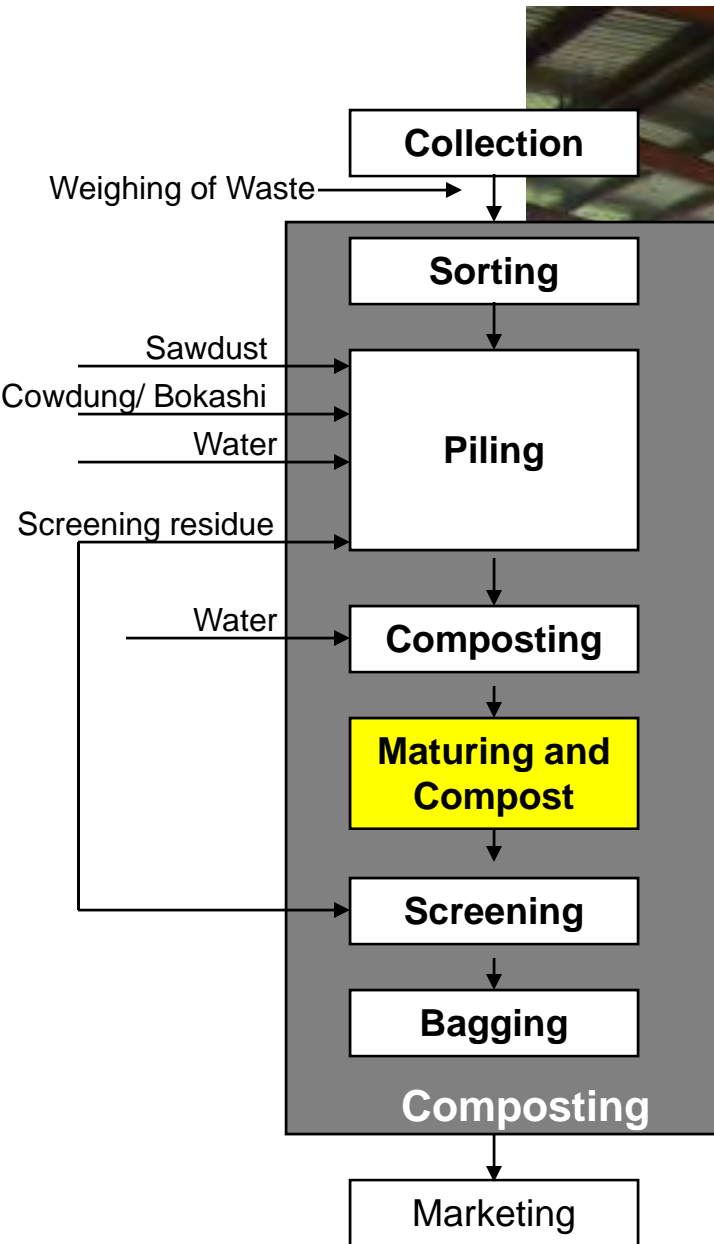 Collection
Weighing of Waste
Sorting
Sawdust
Cowdung/ Bokashi
Water
Piling
Screening residue
Water
Composting
Maturing and
Compost
Screening
Bagging
Composting
Marketing